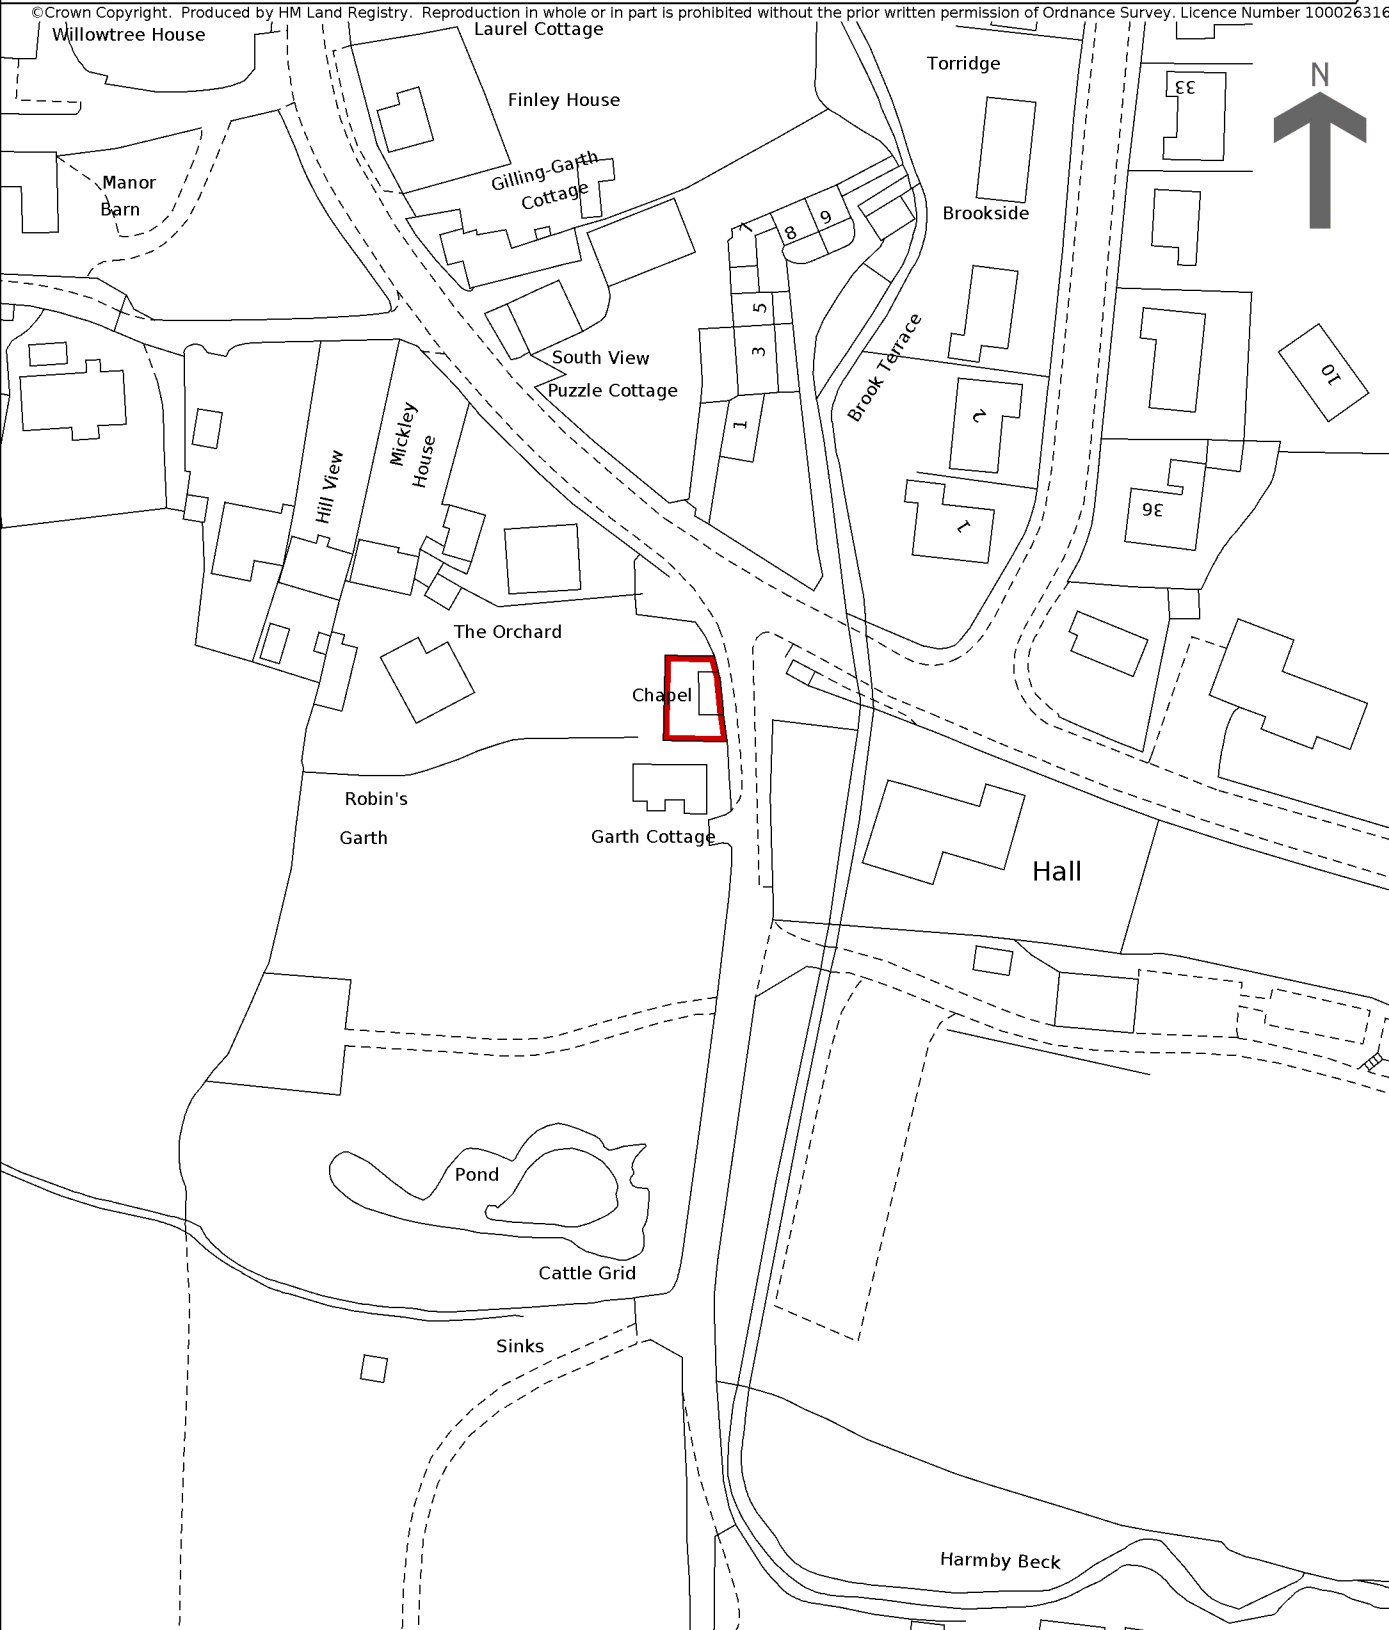 ©Crown Copyright. Produced by HM Land Registry. Reproduction in whole or in part is prohibited without the prior written permission of Ordnance Survey. Licence Number 100026316
Willowtree House
Laurel Cottage
Torridge
N
33
Finley House
Gilling-Garth
Cottage
Manor
Barn
Brookside
7
8
9
5
3
1
South View
Puzzle Cottage
Brook Terrace
10
2
1
36
Mickley
House
Hill View
The Orchard
Chapel
Robin's
Garth
Garth Cottage
Hall
Pond
Cattle Grid
Sinks
Harmby Beck